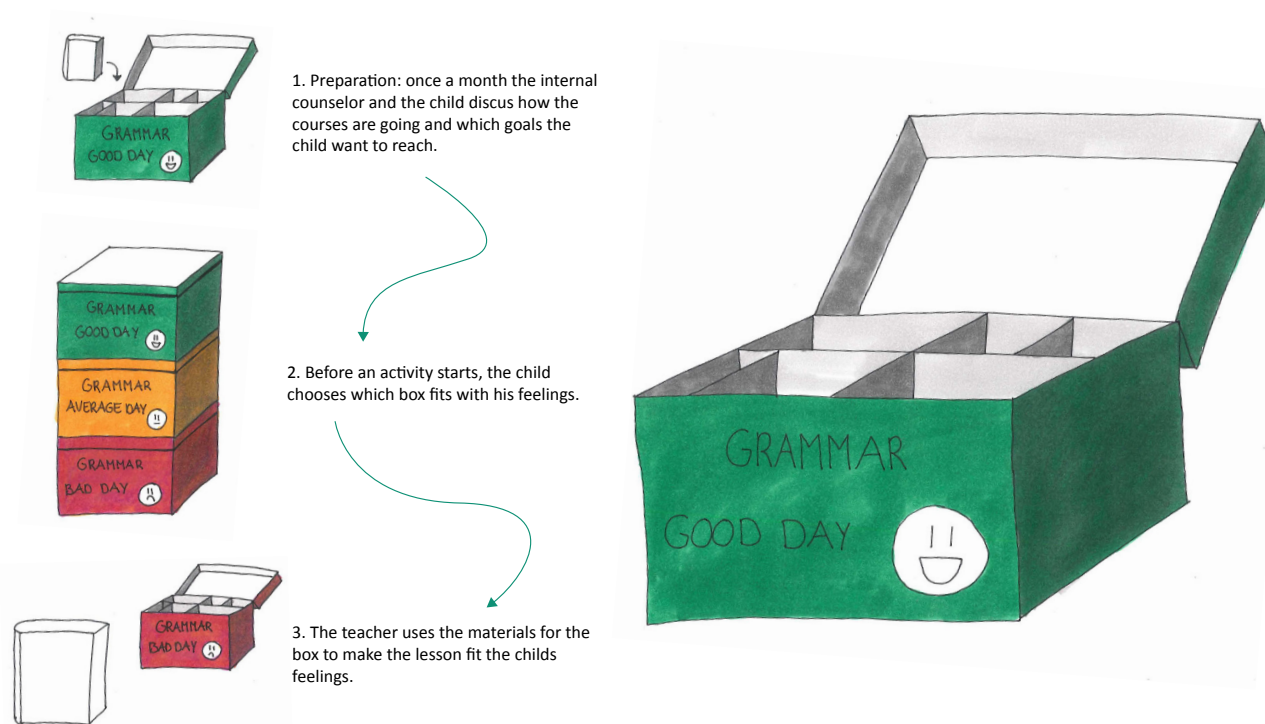 GRAMMAR
GOOD DAY
1. Preparation: once a month the internal
counselor and the child discus how the
courses are going and which goals the
child want to reach.
GRAMMAR
GOOD DAY
GRAMMAR
AVERAGE DAY
GRAMMAR
BAD DAY
2. Before an activity starts, the child
chooses which box fits with his feelings.
GRAMMAR
BAD DAY
3. The teacher uses the materials for the
box to make the lesson fit the childs
feelings.
GRAMMAR
GOOD DAY